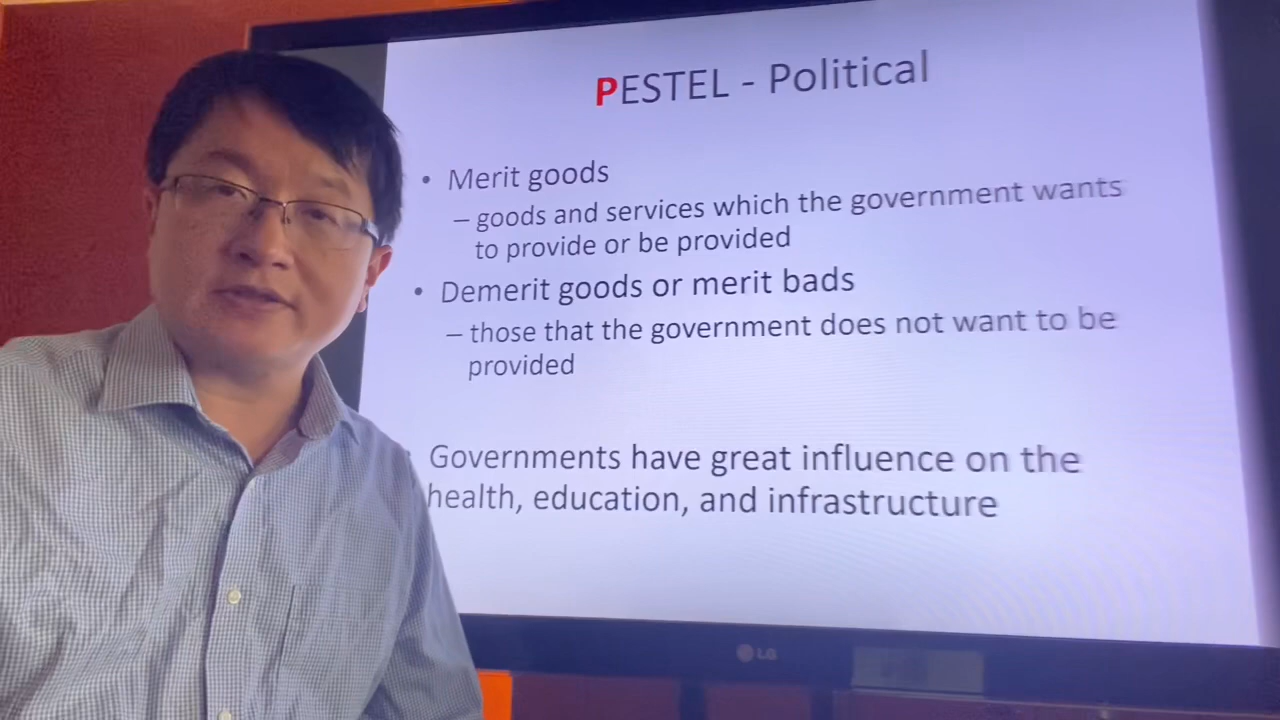 PESTEL - Political
• Merit goods
– goods and services which the government wants
to provide or be provided
• Demerit goods or merit bads
– those that the government does not want to be
provided
Governments have great influence on the
health, education, and infrastructure
LG